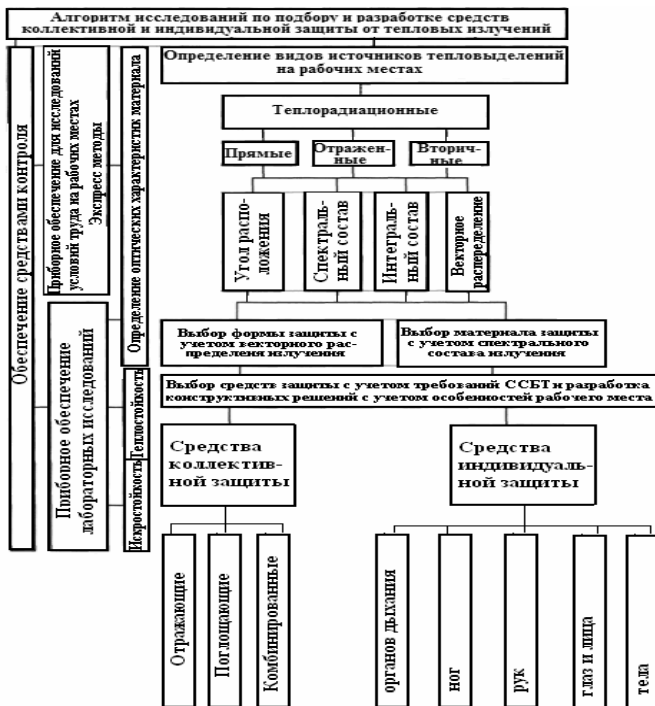 Алгоритм исследований по подбору и разработке средств
коллективной и индивидуальной защиты от тепловых излучений
Обеспечение средствами контроля
Приборное обеспечение для исследований
условий труда на рабочих местах
Экспресс методы
Определение оптических характеристик материала
Приборное обеспечение
лабораторных исследований
Теплостойкость
Искростойкость
Определение видов источников тепловыделений
на рабочих местах
Теплорадиационные
Прямые
Отражен-
ные
Вторич-
ные
Угол распо-
ложения
Спектраль-
ный состав
Интеграль-
ный состав
Векторное
распределение
Выбор формы защиты с
учетом векторного рас-
пределеня излучения
Выбор материала защиты
с учетом спектрального
состава излучения
Выбор средств защиты с учетом требований ССБТ и разработка
конструктивных решений с учетом особенностей рабочего места
Средства
коллектив-
ной защиты
Средства
индивидуаль-
ной защиты
Отражающие
Поглощающие
Комбинированные
органов дыхания
ног
рук
глаз и лица
тела